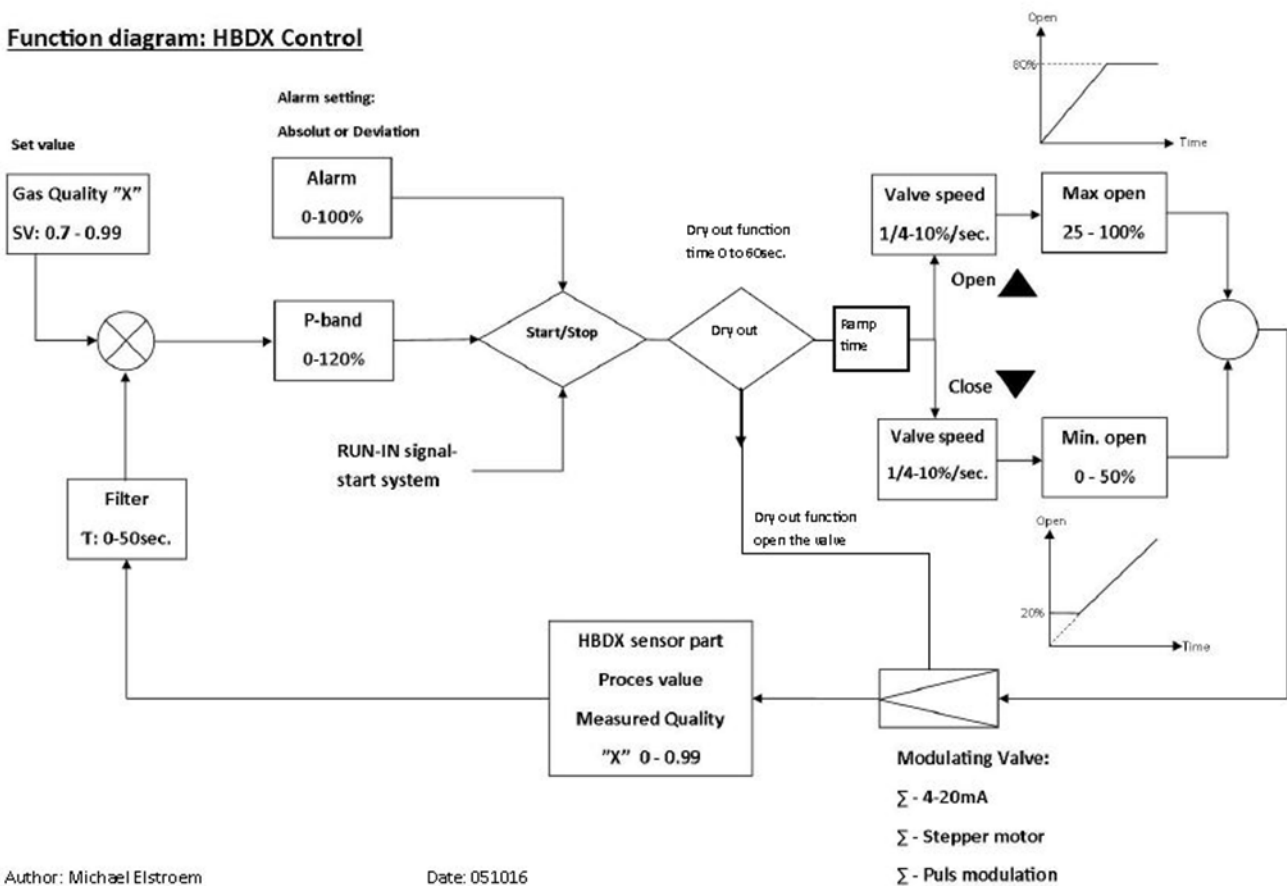 Function diagram: HBDX Control
Alarm setting:
Absolut or Deviation
Set value
Gas Quality "X"
SV: 0.7 - 0.99
Alarm
0-100%
P-band
0-120%
Start/Stop
RUN-IN signal-
start system
Dry out function
time 0 to 60sec.
Dry out
Ramp
time
Valve speed
1/4-10%/sec.
Max open
25 - 100%
Open
80%
Time
Open
Close
Valve speed
1/4-10%/sec.
Min. open
0 - 50%
Open
20%
Time
Dry out function
open the valve
Filter
T: 0-50sec.
HBDX sensor part
Proces value
Measured Quality
"X" 0 - 0.99
Modulating Valve:
∑ - 4-20mA
∑ - Stepper motor
∑ - Puls modulation
Author: Michael Elstroem
Date: 051016